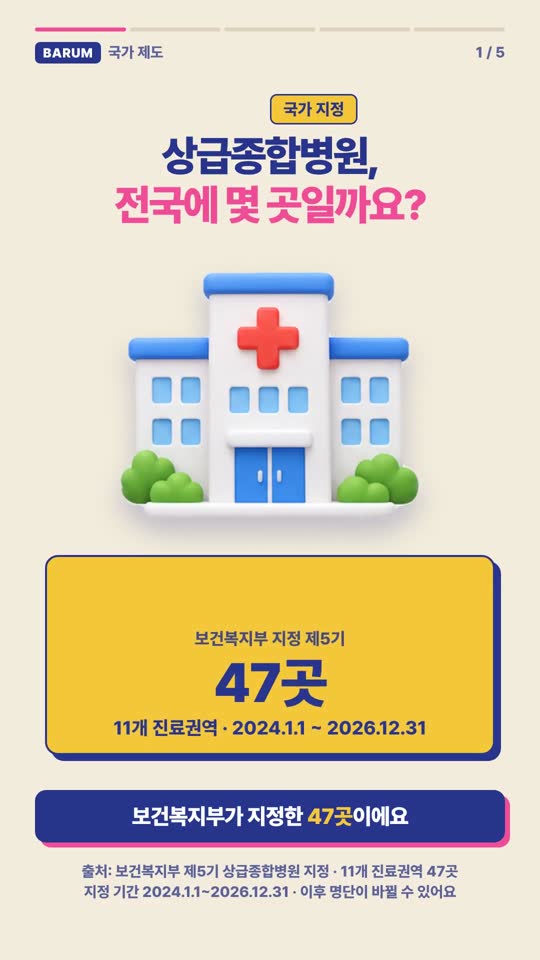 BARUM 국가 제도 1 / 5
국가 지정
상급종합병원,
전국에 몇 곳일까요?
보건복지부 지정 제5기
47곳
11개 진료권역 · 2024.1.1 ~ 2026.12.31
보건복지부가 지정한 47곳이에요
출처: 보건복지부 제5기 상급종합병원 지정 · 11개 진료권역 47곳
지정 기간 2024.1.1~2026.12.31 · 이후 명단이 바뀔 수 있어요